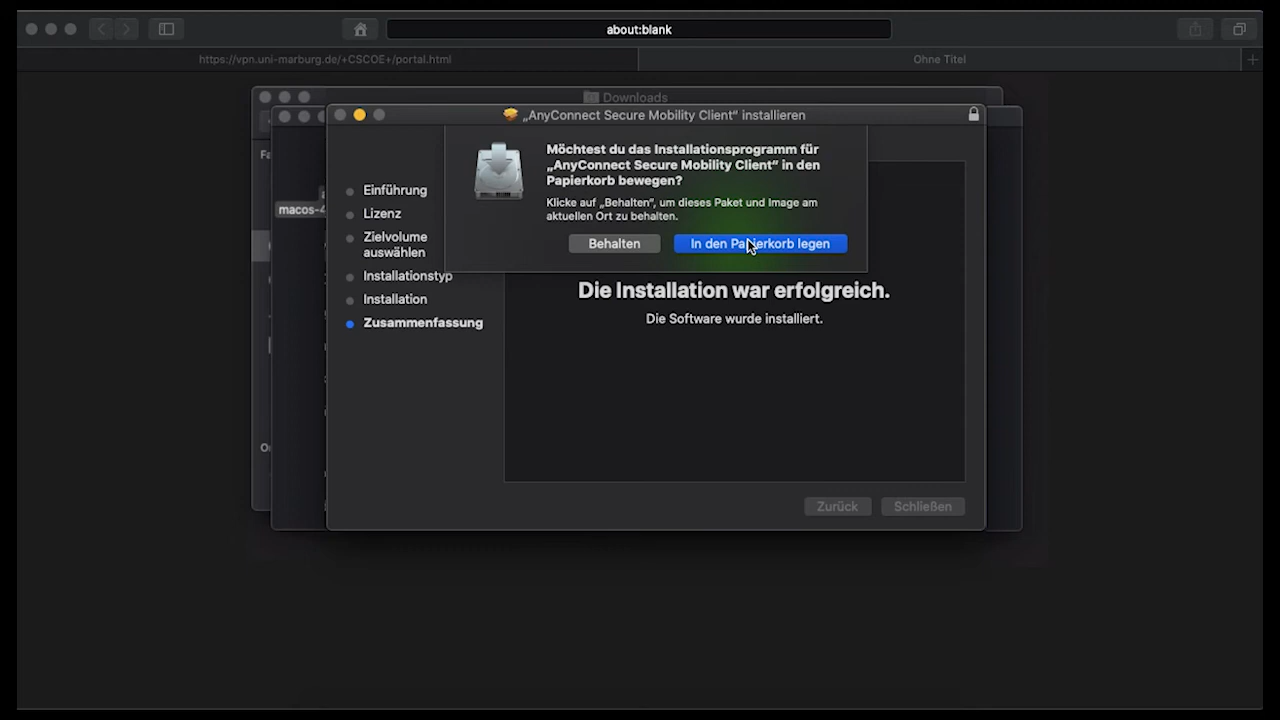 about:blank
https://vpn.uni-marburg.de/+CSCOE+/portal.html
Ohne Titel
Downloads
„AnyConnect Secure Mobility Client“ installieren
Möchtest du das Installationsprogramm für
„AnyConnect Secure Mobility Client“ in den
Papierkorb bewegen?
Klicke auf „Behalten“, um dieses Paket und Image am
aktuellen Ort zu behalten.
Behalten
In den Papierkorb legen
Einführung
Lizenz
Zielvolume
auswählen
Installationstyp
Installation
Zusammenfassung
Die Installation war erfolgreich.
Die Software wurde installiert.
Zurück
Schließen